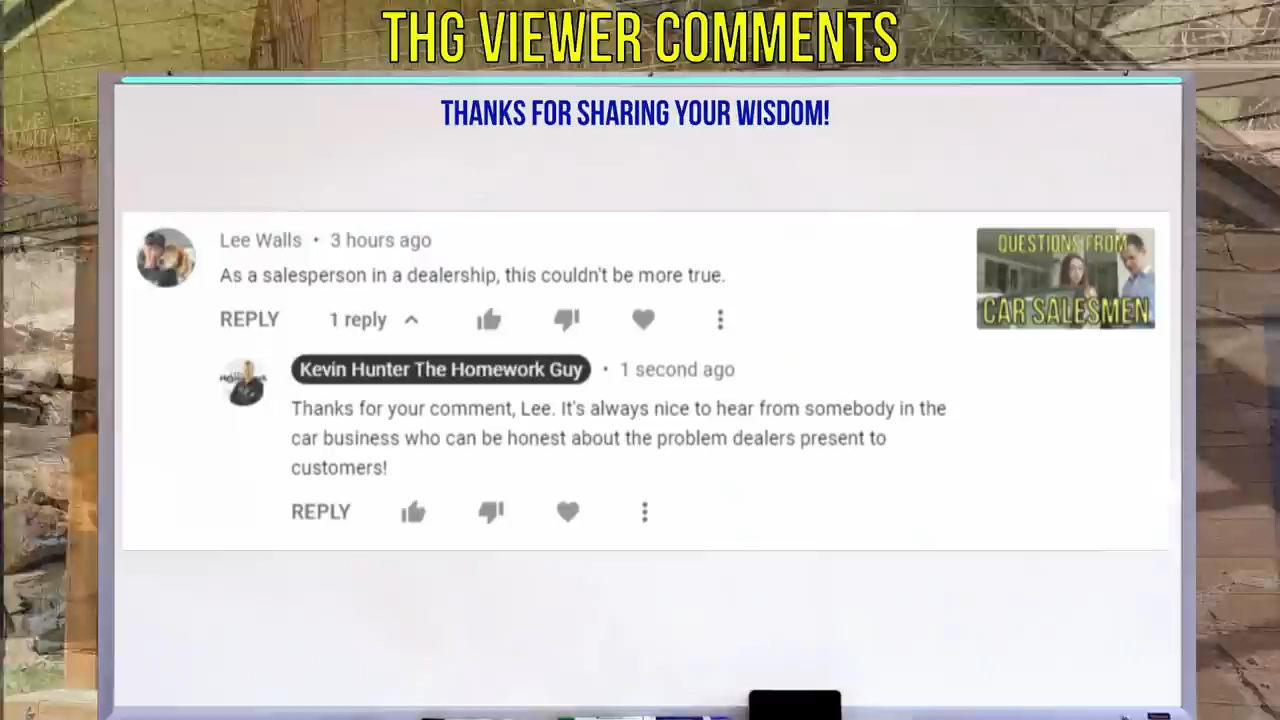 THG VIEWER COMMENTS
THANKS FOR SHARING YOUR WISDOM!
Lee Walls • 3 hours ago
As a salesperson in a dealership, this couldn't be more true.
REPLY 1 reply
QUESTIONS FROM
CAR SALESMEN
Kevin Hunter The Homework Guy • 1 second ago
Thanks for your comment, Lee. It's always nice to hear from somebody in the
car business who can be honest about the problem dealers present to
customers!
REPLY